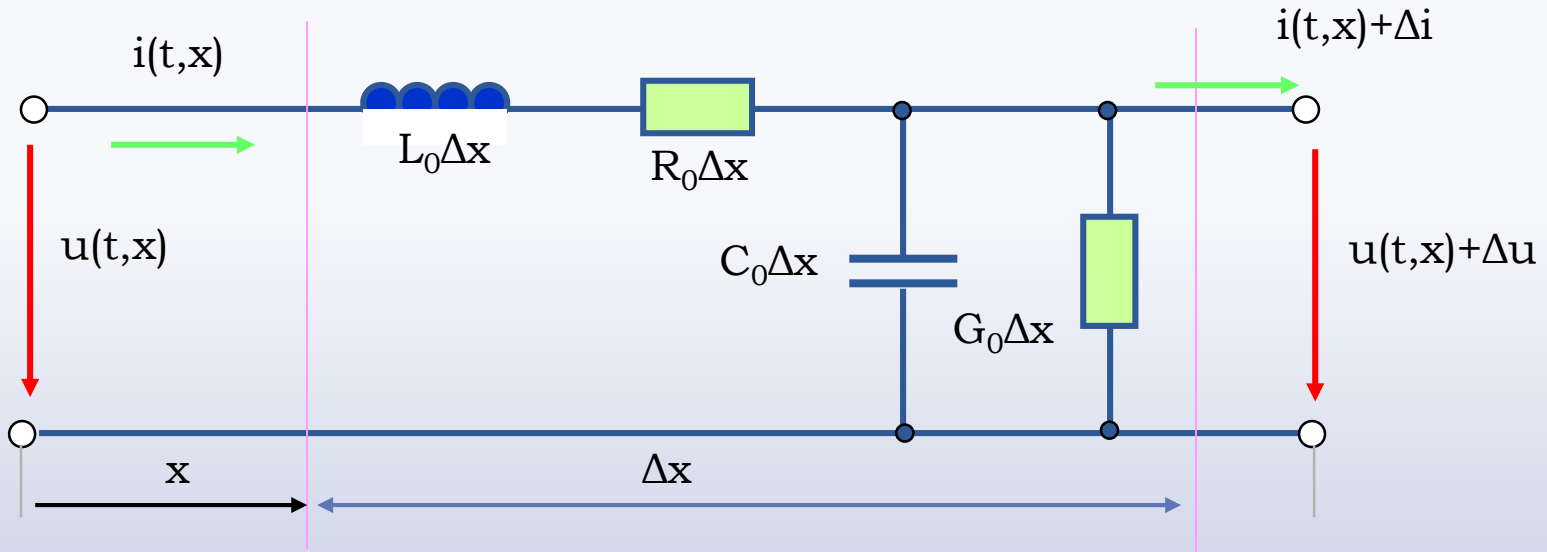 i(t,x)+Δi
i(t,x)
L₀Δx
R₀Δx
u(t,x)
C₀Δx
u(t,x)+Δu
G₀Δx
x
Δx